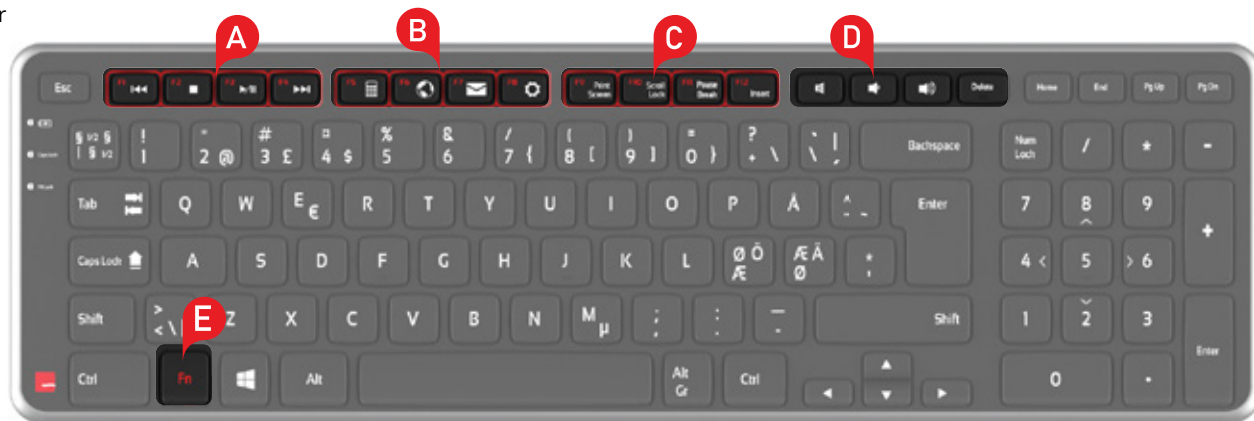 r
A B C D
Esc F1 F2 F3 F4 F5 F6 F7 F8 F9 Print Screen F10 Scroll Lock F11 Pause Break F12 Insert Delete Home End Pg Up Pg Dn
§ 1/2 § | § 1/2 ! 1 " 2 @ # 3 £ ¤ 4 $ % 5 & 6 / 7 { ( 8 [ ) 9 ] = 0 } ? + \ ` \ | ´ Backspace Num Lock / * -
Tab Q W E € R T Y U I O P Å ^ ¨ ~ Enter 7 8 9 +
Caps Lock A S D F G H J K L Ø Ö Æ Æ Ä Ø * ' 4 < 5 > 6
Shift > < \ E Z X C V B N M µ ; , : . _ - Shift 1 2 3 Enter
Ctrl Fn Alt Alt Gr Ctrl 0 .